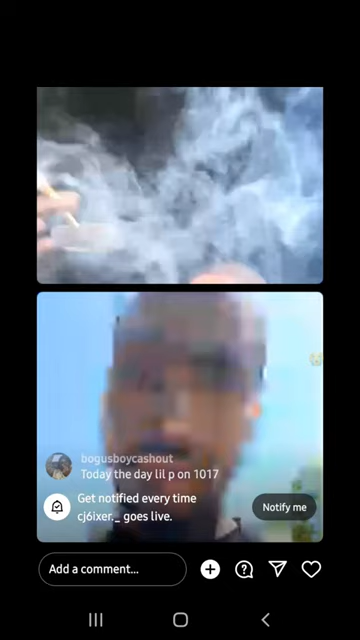 bogusboycashout
Today the day lil p on 1017
Get notified every time
cj6ixer._ goes live.
Notify me
Add a comment...